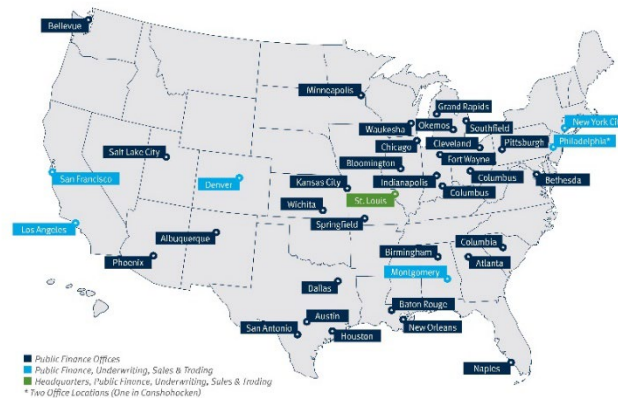 Bellevue
Minneapolis
Grand Rapids
New York Cit
Waukesha
Okemos
Southfield
Philadelphia*
Chicago
Cleveland
Pittsburgh
Salt Lake City
Bloomington
Fort Wayne
San Francisco
Denver
Kansas City
Indianapolis
Columbus
Bethesda
Columbus
St. Louis
Wichita
Springfield
Los Angeles
Albuquerque
Columbia
Birmingham
Phoenix
Atlanta
Montgomery
Dallas
Baton Rouge
Austin
New Orleans
San Antonio
Houston
Naples
Public Finance Offices
Public Finance, Underwriting, Sales & Trading
Headquarters, Public Finance, Underwriting, Sales & Trading
* Two Office Locations (One in Conshohocken)